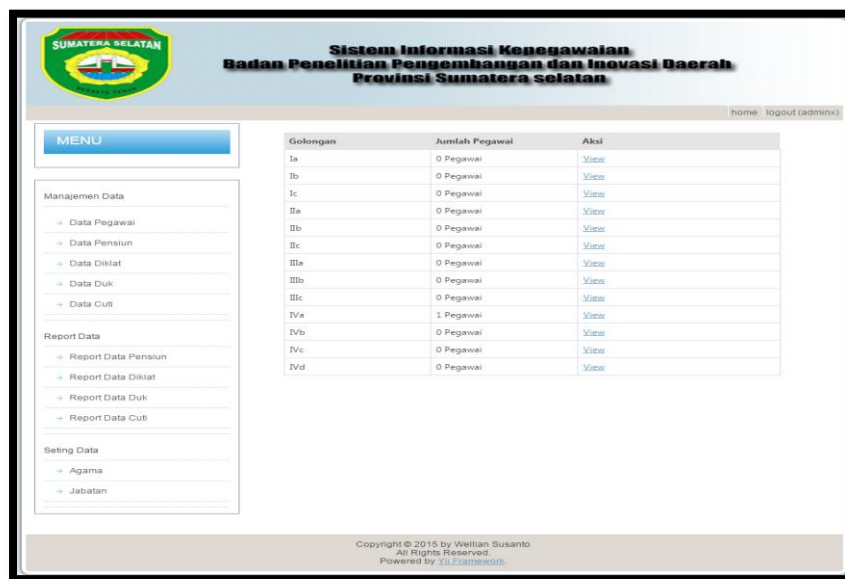 SUMATERA SELATAN
Sistem Informasi Kepegawaian
Badan Penelitian Pengembangan dan Inovasi Daerah
Provinsi Sumatera selatan
home logout (adminx)
MENU
Manajemen Data
Data Pegawai
Data Pensiun
Data Diklat
Data Duk
Data Cuti
Report Data
Report Data Pensiun
Report Data Diklat
Report Data Duk
Report Data Cuti
Seting Data
Agama
Jabatan
Golongan Jumlah Pegawai Aksi
Ia 0 Pegawai View
Ib 0 Pegawai View
Ic 0 Pegawai View
IIa 0 Pegawai View
IIb 0 Pegawai View
IIc 0 Pegawai View
IIIa 0 Pegawai View
IIIb 0 Pegawai View
IIIc 0 Pegawai View
IVa 1 Pegawai View
IVb 0 Pegawai View
IVc 0 Pegawai View
IVd 0 Pegawai View
Copyright © 2015 by Wellian Susanto
All Rights Reserved.
Powered by Yii Framework.